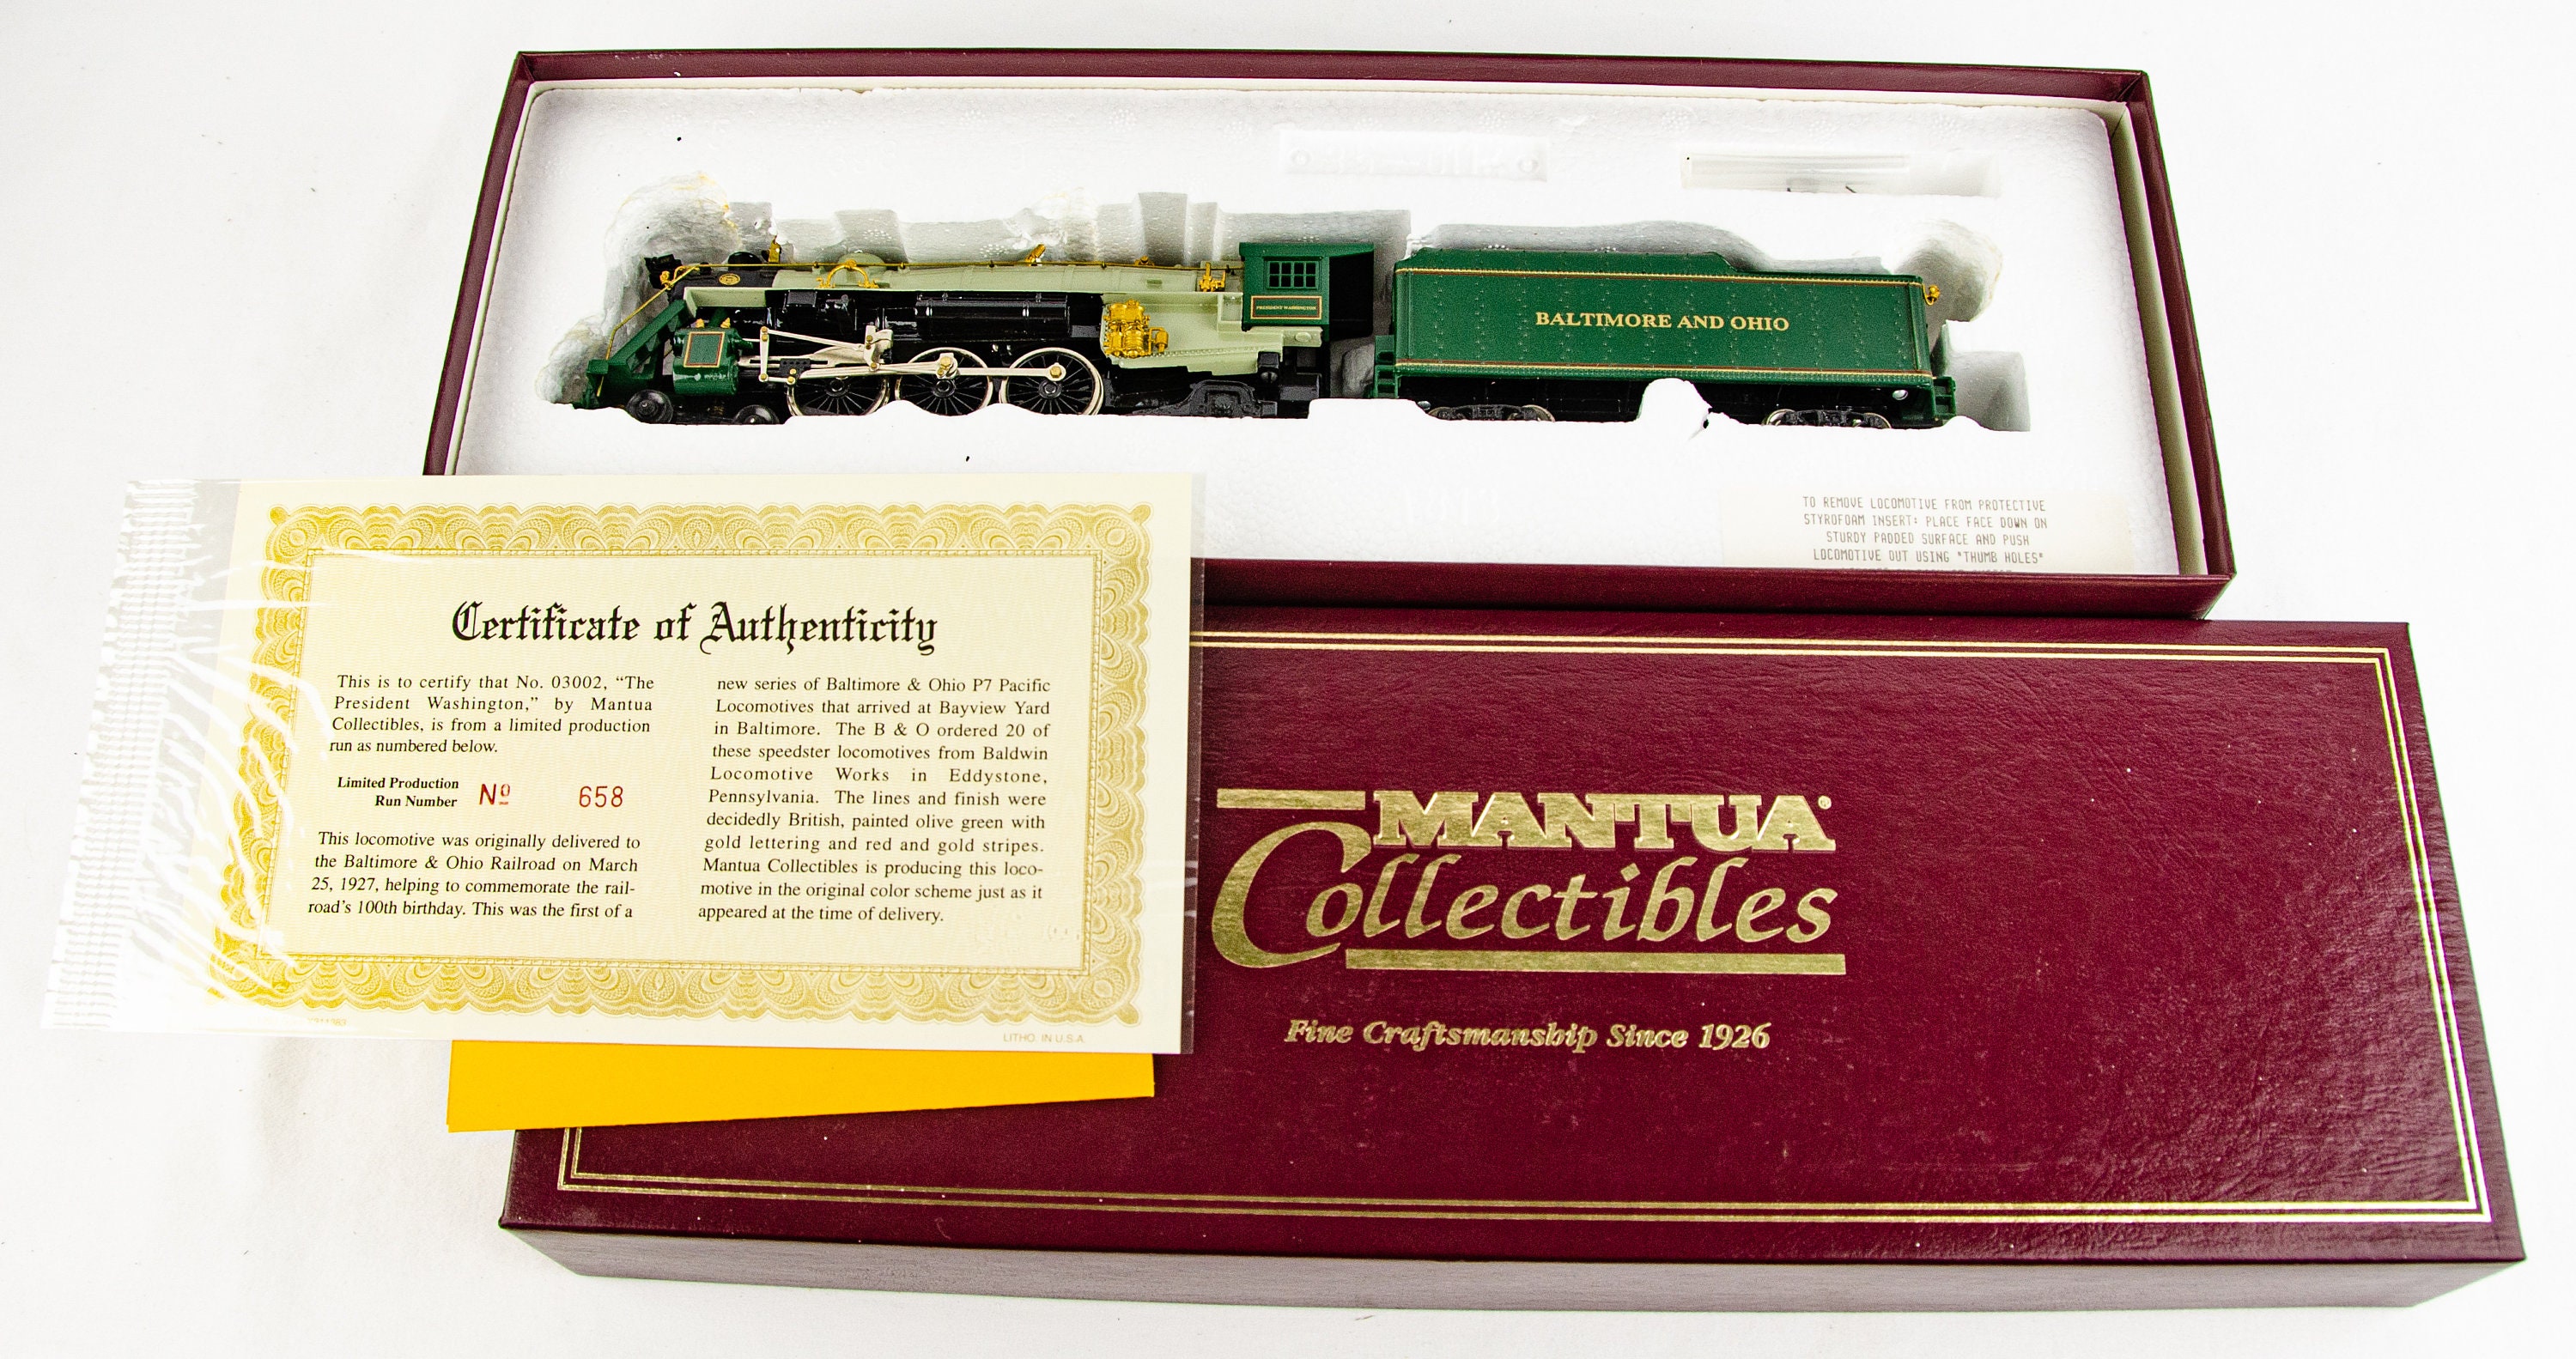 PRESIDENT WASHINGTON
BALTIMORE AND OHIO
TO REMOVE LOCOMOTIVE FROM PROTECTIVE
STYROFOAM INSERT: PLACE FACE DOWN ON
STURDY PADDED SURFACE AND PUSH
LOCOMOTIVE OUT USING "THUMB HOLES"
Certificate of Authenticity
This is to certify that No. 03002, “The
President Washington,” by Mantua
Collectibles, is from a limited production
run as numbered below.
Limited Production
Run Number Nº 658
This locomotive was originally delivered to
the Baltimore & Ohio Railroad on March
25, 1927, helping to commemorate the rail-
road’s 100th birthday. This was the first of a
new series of Baltimore & Ohio P7 Pacific
Locomotives that arrived at Bayview Yard
in Baltimore. The B & O ordered 20 of
these speedster locomotives from Baldwin
Locomotive Works in Eddystone,
Pennsylvania. The lines and finish were
decidedly British, painted olive green with
gold lettering and red and gold stripes.
Mantua Collectibles is producing this loco-
motive in the original color scheme just as it
appeared at the time of delivery.
LITHO. IN U.S.A.
MANTUA®
Collectibles
Fine Craftsmanship Since 1926